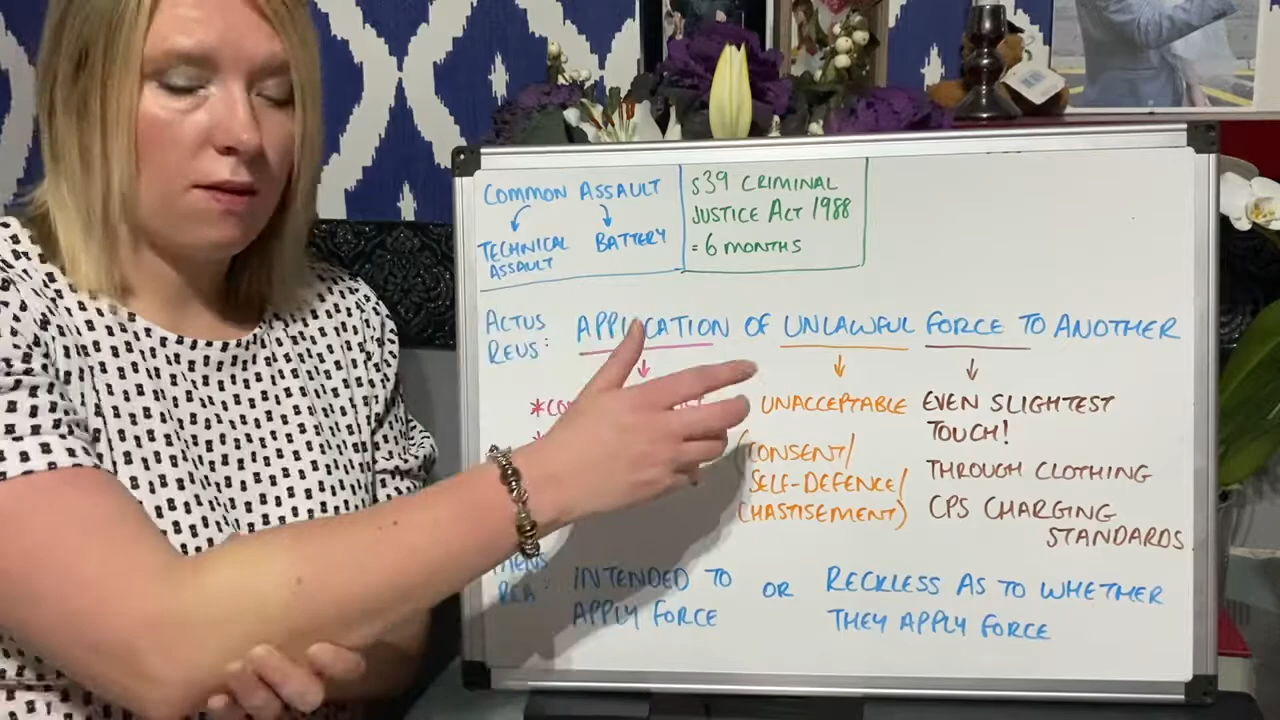 COMMON ASSAULT
TECHNICAL ASSAULT
BATTERY
S39 CRIMINAL
JUSTICE ACT 1988
= 6 MONTHS
ACTUS
REUS:
APPLICATION OF UNLAWFUL FORCE TO ANOTHER
UNACCEPTABLE
(CONSENT/
SELF-DEFENCE/
CHASTISEMENT)
EVEN SLIGHTEST
TOUCH!
THROUGH CLOTHING
CPS CHARGING
STANDARDS
MENS
REA:
INTENDED TO
APPLY FORCE
OR
RECKLESS AS TO WHETHER
THEY APPLY FORCE